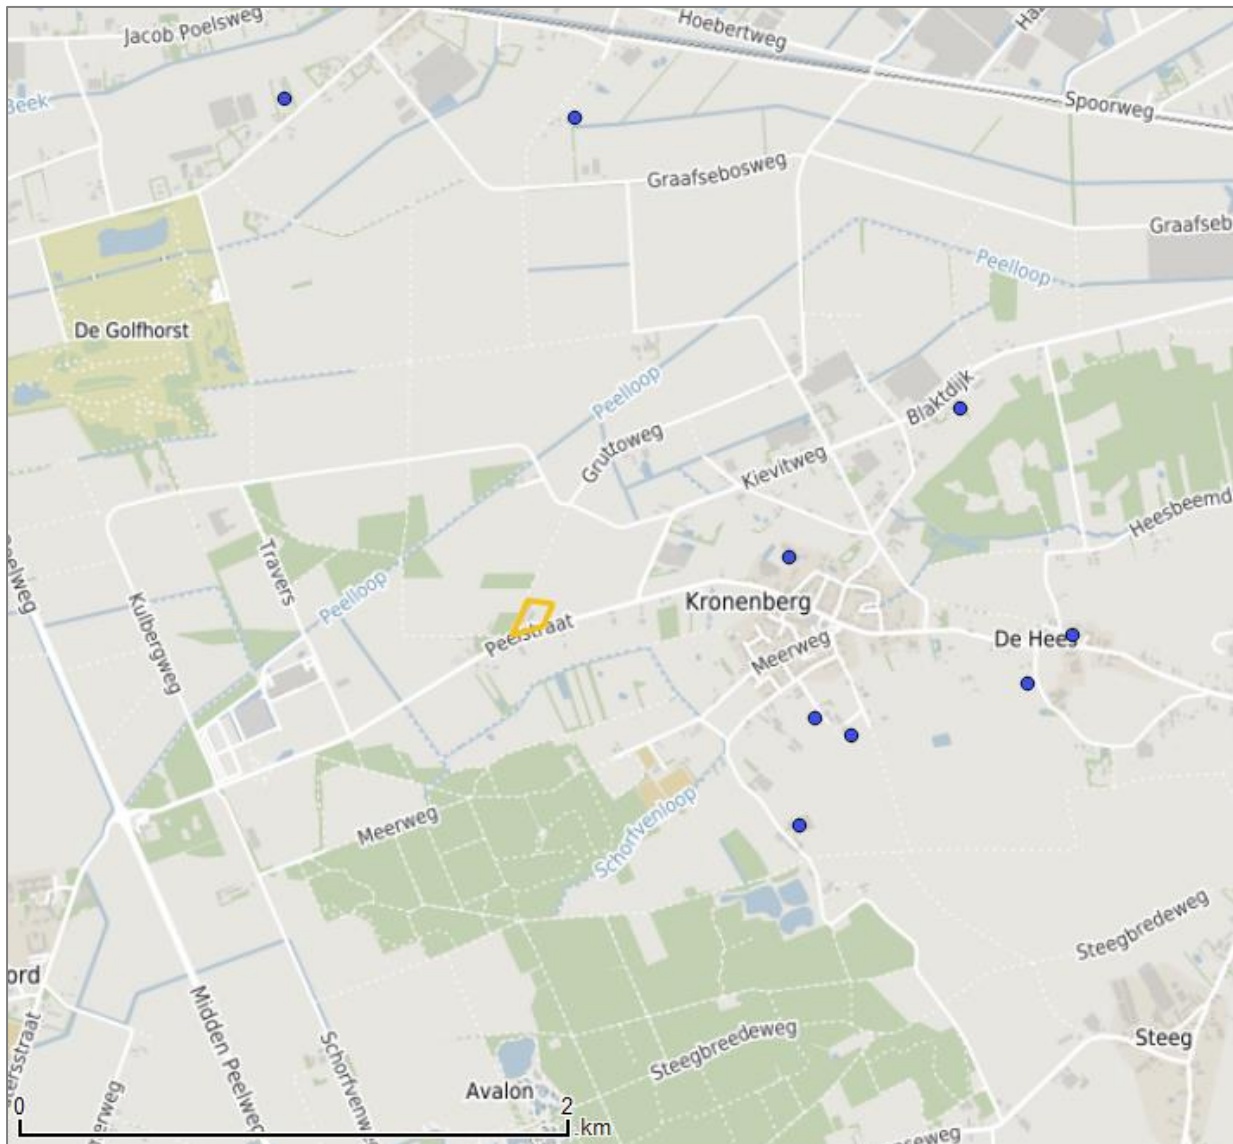 Jacob Poelsweg
Hoebertweg
Beek
Spoorweg
Graafsebosweg
Graafseb
Peelloop
De Golfhorst
Peelloop
Blaktdijk
Gruttoweg
Kievitweg
Heesbeemd
Travers
Peelloop
Kulbergweg
Kronenberg
Peelstraat
De Hees
Meerweg
Meerweg
Schorfvenloop
Steegbredeweg
ord
Midden Peelweg
Steegbreedeweg
Steeg
Schorfvenw
Avalon
0
2
km